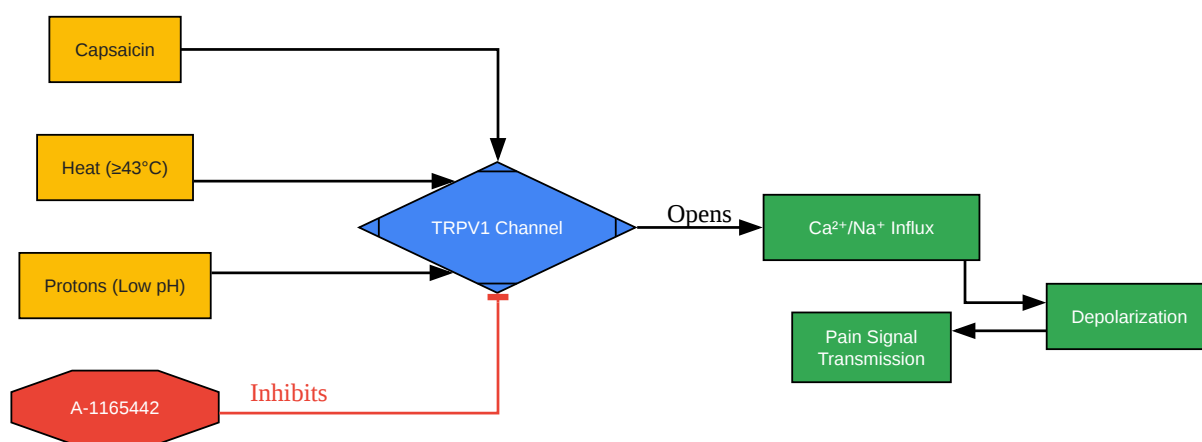 Capsaicin
Heat (≥43°C)
Protons (Low pH)
A-1165442
Inhibits
TRPV1 Channel
Opens
Ca²⁺/Na⁺ Influx
Depolarization
Pain Signal
Transmission